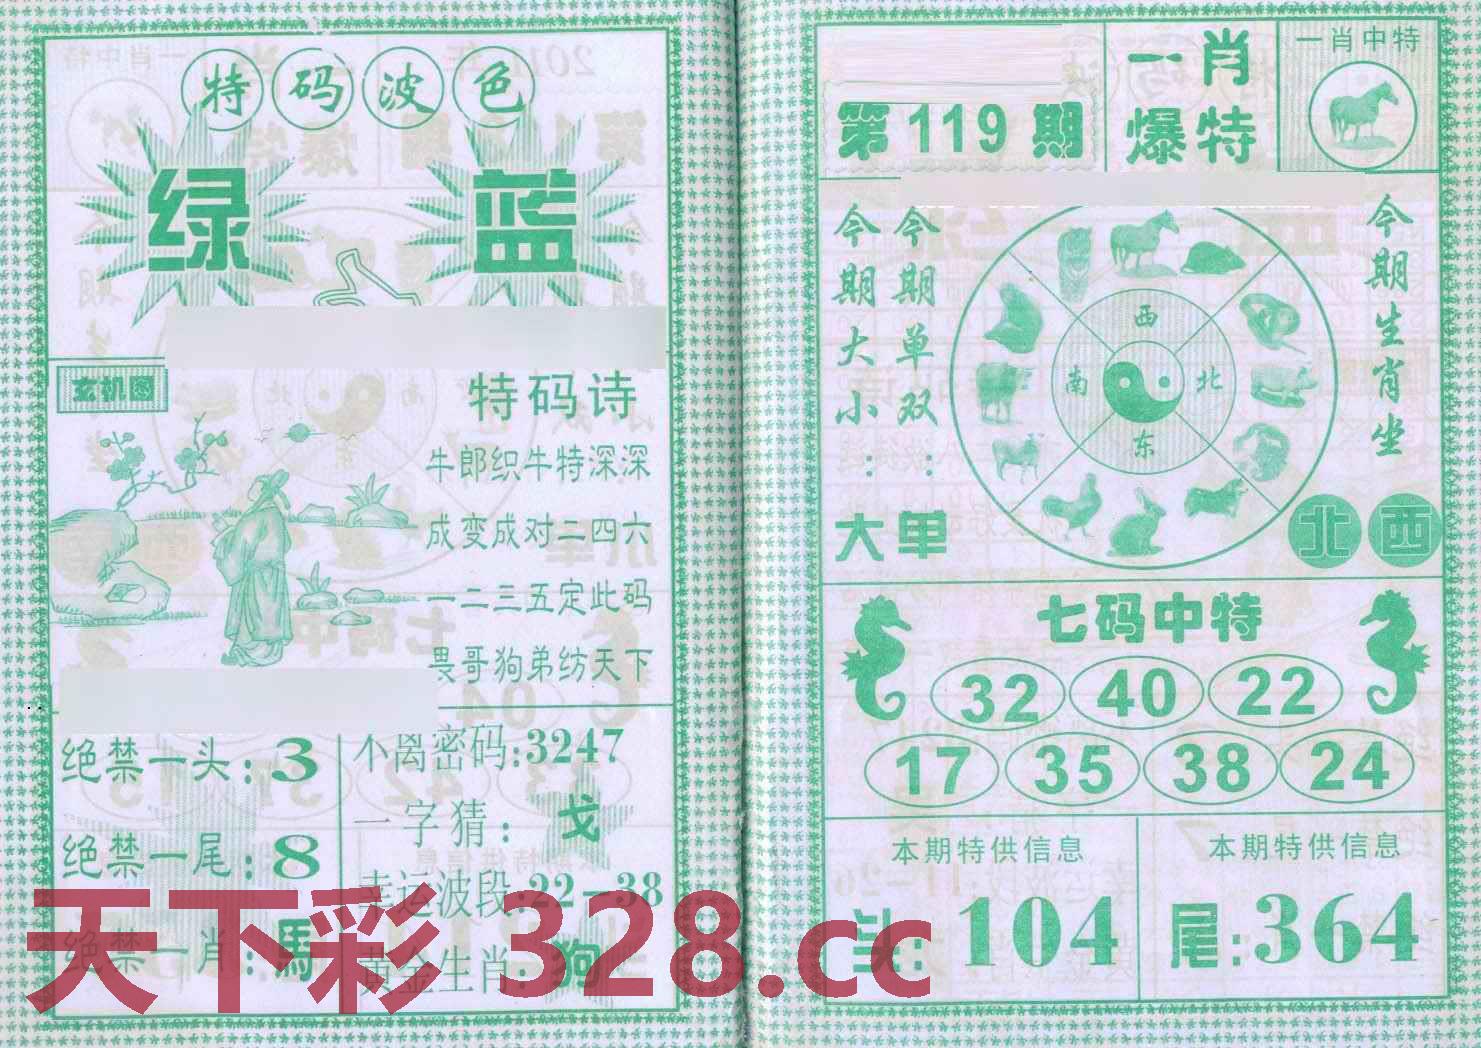 特码波色
绿 蓝
玄机图
特码诗
牛郎织牛特深深
成变成对二四六
一二三五定此码
畏哥狗弟纺天下
绝禁一头:3
绝禁一尾:8
绝禁一肖:馬
不离密码:3247
一字猜:戈
幸运波段:22－38
黄金生肖:狗
第119期
一肖
爆特
一肖中特
今期大小:
大
今期单双:
单
西
南
北
东
今期生肖坐
北 西
七码中特
32 40 22
17 35 38 24
本期特供信息
头:104
本期特供信息
尾:364
天下彩 328.cc